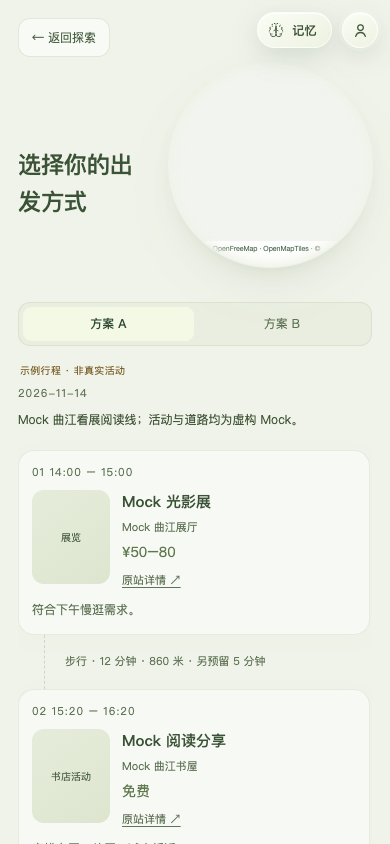 ← 返回探索
记忆
选择你的出
发方式
OpenFreeMap · OpenMapTiles · ©
方案 A
方案 B
示例行程 · 非真实活动
2026-11-14
Mock 曲江看展阅读线；活动与道路均为虚构 Mock。
01 14:00 — 15:00
展览
Mock 光影展
Mock 曲江展厅
¥50—80
原站详情 ↗
符合下午慢逛需求。
步行 · 12 分钟 · 860 米 · 另预留 5 分钟
02 15:20 — 16:20
书店活动
Mock 阅读分享
Mock 曲江书屋
免费
原站详情 ↗